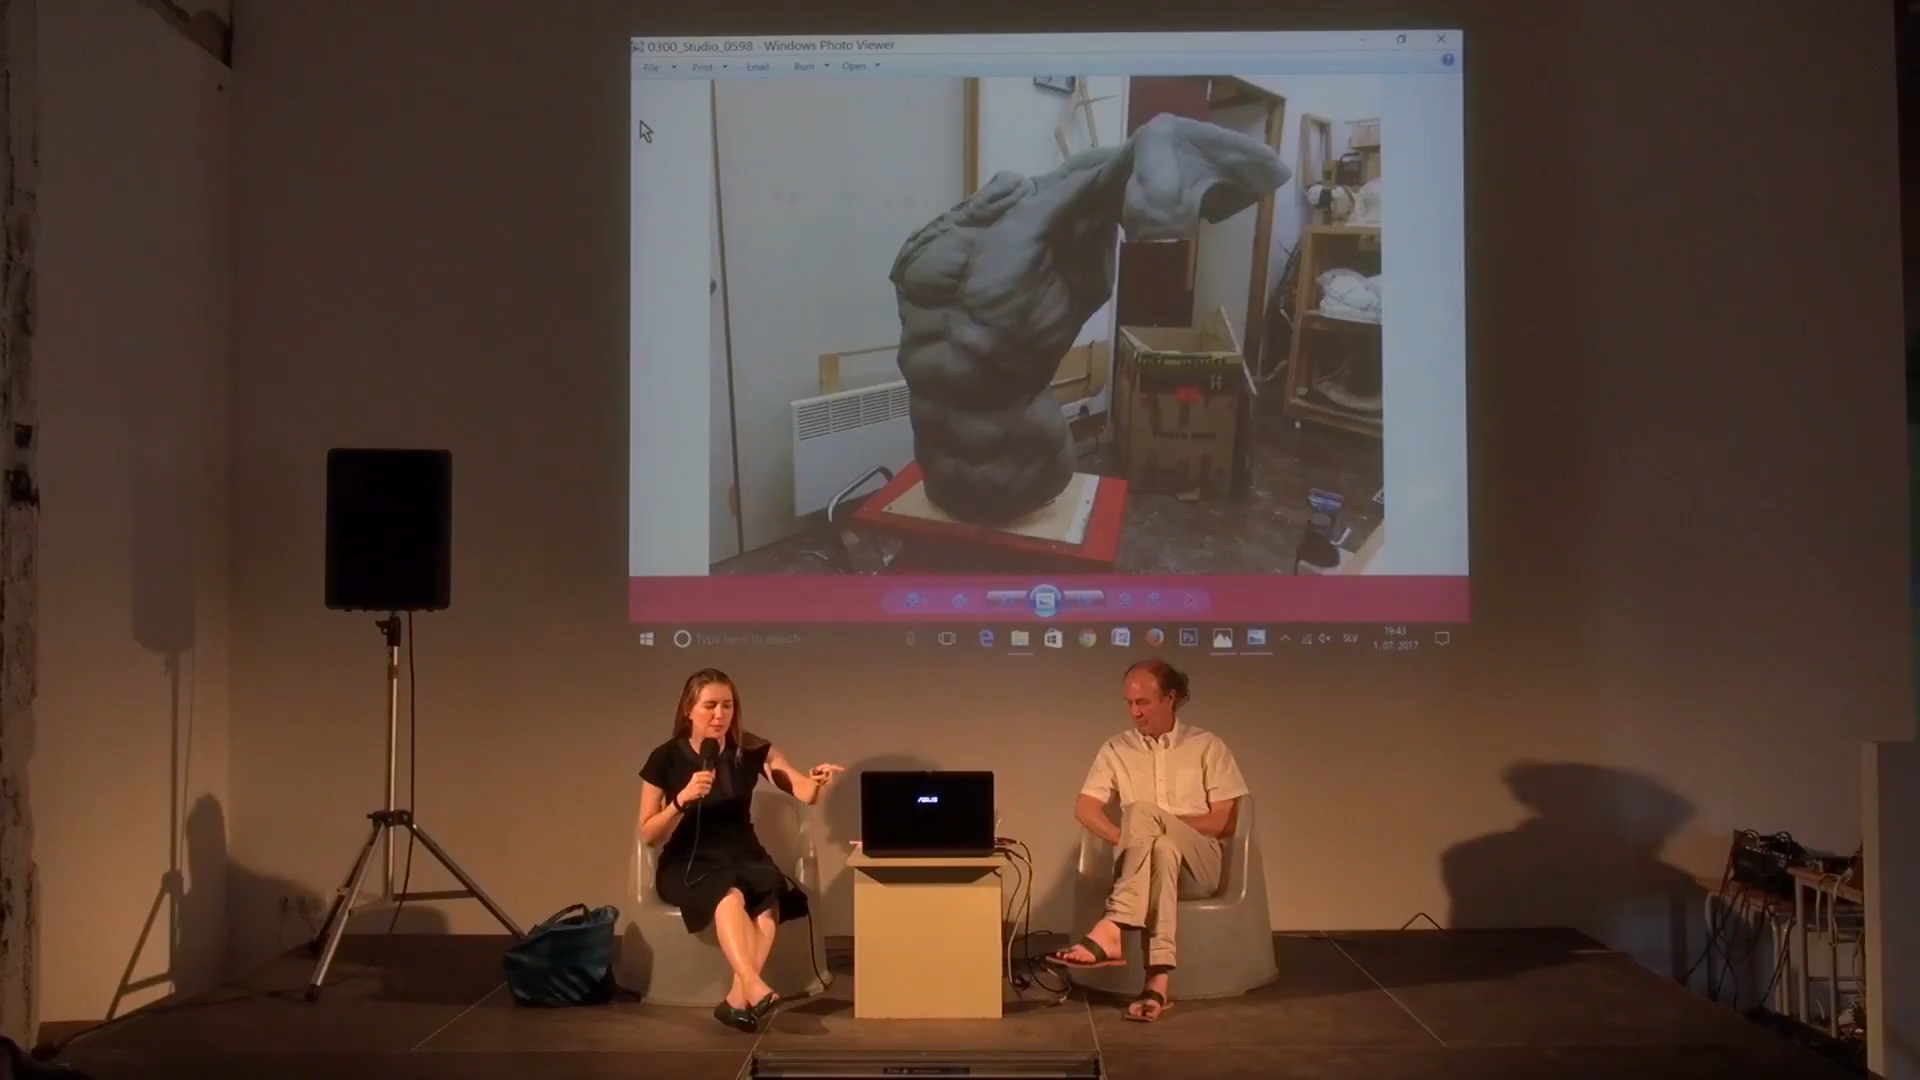 0300_Studio_0598 - Windows Photo Viewer
File Print Email Burn Open
Type here to search
Ps
SLV
19:43
1. 07. 2017
ASUS